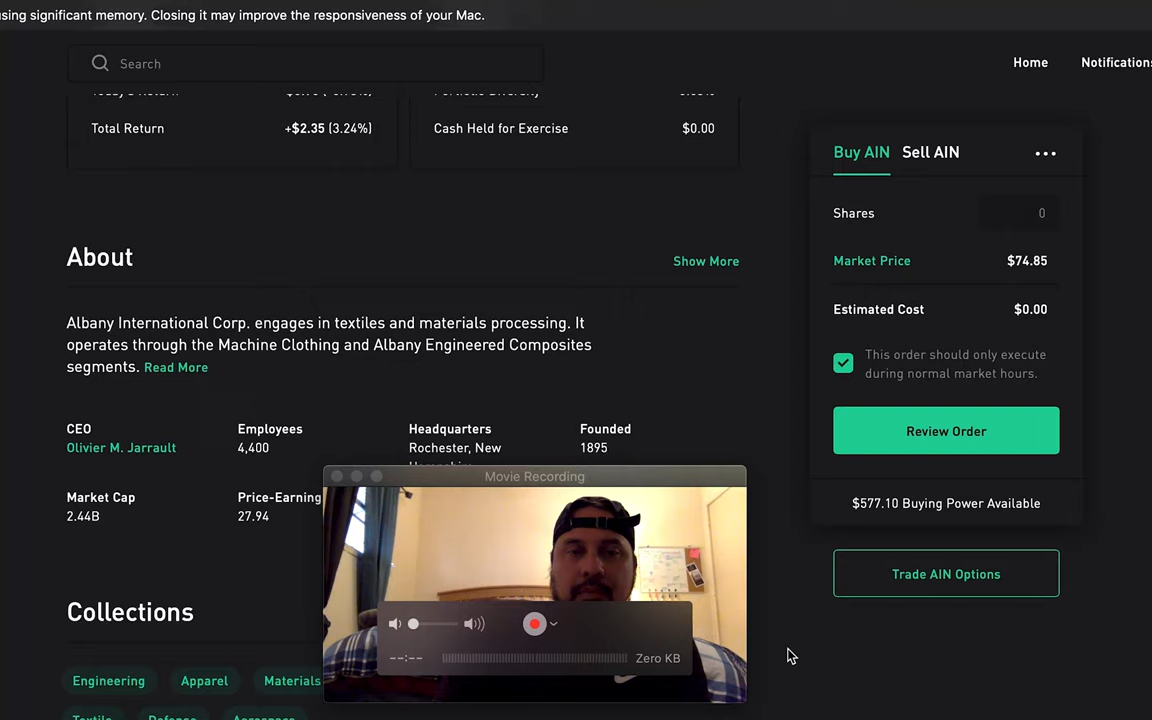 using significant memory. Closing it may improve the responsiveness of your Mac.
Search
Home
Notifications
Total Return
+$2.35 (3.24%)
Cash Held for Exercise
$0.00
Buy AIN
Sell AIN
Shares
0
Market Price
$74.85
Estimated Cost
$0.00
This order should only execute
during normal market hours.
Review Order
$577.10 Buying Power Available
Trade AIN Options
About
Show More
Albany International Corp. engages in textiles and materials processing. It
operates through the Machine Clothing and Albany Engineered Composites
segments. Read More
CEO
Olivier M. Jarrault
Employees
4,400
Headquarters
Rochester, New
Founded
1895
Market Cap
2.44B
Price-Earning
27.94
Movie Recording
--:--
Zero KB
Collections
Engineering
Apparel
Materials